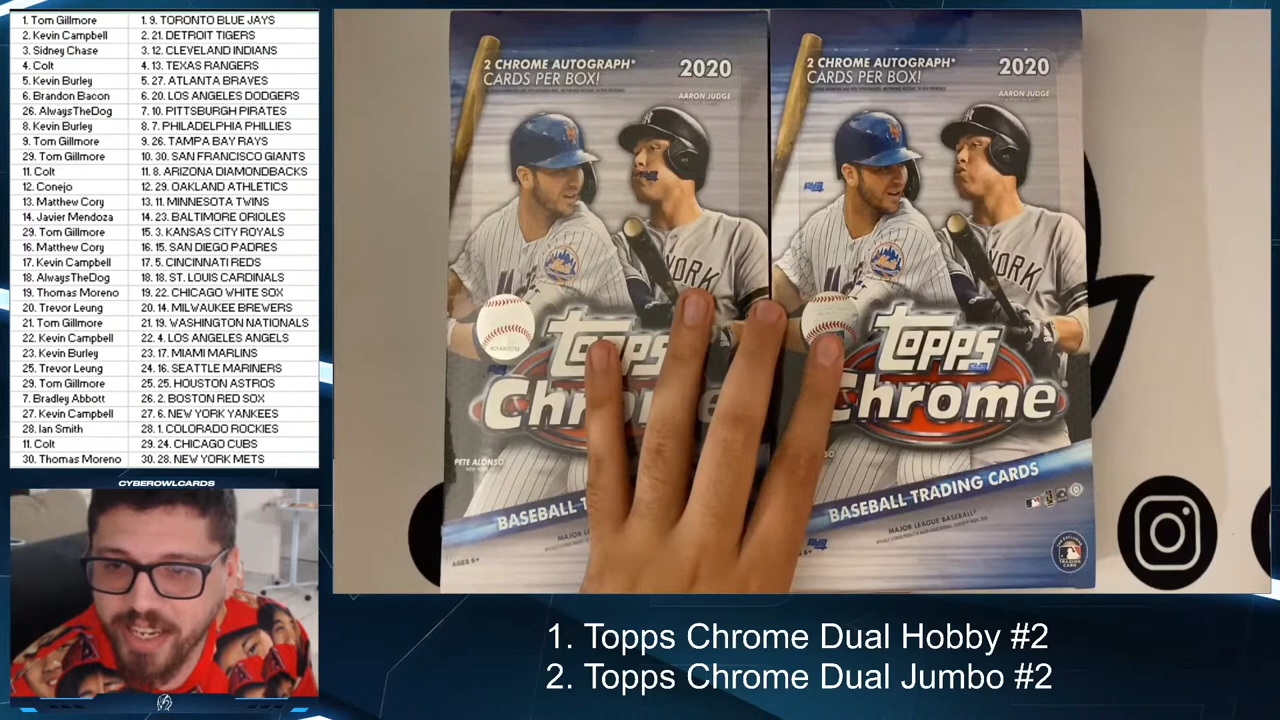 1. Tom Gillmore 1. 9. TORONTO BLUE JAYS
2. Kevin Campbell 2. 21. DETROIT TIGERS
3. Sidney Chase 3. 12. CLEVELAND INDIANS
4. Colt 4. 13. TEXAS RANGERS
5. Kevin Burley 5. 27. ATLANTA BRAVES
6. Brandon Bacon 6. 20. LOS ANGELES DODGERS
26. AlwaysTheDog 7. 10. PITTSBURGH PIRATES
8. Kevin Burley 8. 7. PHILADELPHIA PHILLIES
9. Tom Gillmore 9. 26. TAMPA BAY RAYS
29. Tom Gillmore 10. 30. SAN FRANCISCO GIANTS
11. Colt 11. 8. ARIZONA DIAMONDBACKS
12. Conejo 12. 29. OAKLAND ATHLETICS
13. Matthew Cory 13. 11. MINNESOTA TWINS
14. Javier Mendoza 14. 23. BALTIMORE ORIOLES
29. Tom Gillmore 15. 3. KANSAS CITY ROYALS
16. Matthew Cory 16. 15. SAN DIEGO PADRES
17. Kevin Campbell 17. 5. CINCINNATI REDS
18. AlwaysTheDog 18. 18. ST. LOUIS CARDINALS
19. Thomas Moreno 19. 22. CHICAGO WHITE SOX
20. Trevor Leung 20. 14. MILWAUKEE BREWERS
21. Tom Gillmore 21. 19. WASHINGTON NATIONALS
22. Kevin Campbell 22. 4. LOS ANGELES ANGELS
23. Kevin Burley 23. 17. MIAMI MARLINS
25. Trevor Leung 24. 16. SEATTLE MARINERS
29. Tom Gillmore 25. 25. HOUSTON ASTROS
7. Bradley Abbott 26. 2. BOSTON RED SOX
27. Kevin Campbell 27. 6. NEW YORK YANKEES
28. Ian Smith 28. 1. COLORADO ROCKIES
11. Colt 29. 24. CHICAGO CUBS
30. Thomas Moreno 30. 28. NEW YORK METS
CYBEROWLCARDS
2 CHROME AUTOGRAPH*
CARDS PER BOX!
2020
AARON JUDGE
YORK
Topps
Chrome
PETE ALONSO
NEW YORK
BASEBALL T
MAJOR LEAGUE
AGES 6+
2 CHROME AUTOGRAPH*
CARDS PER BOX!
2020
AARON JUDGE
YORK
Topps
Chrome
BASEBALL TRADING CARDS
MAJOR LEAGUE BASEBALL
1. Topps Chrome Dual Hobby #2
2. Topps Chrome Dual Jumbo #2